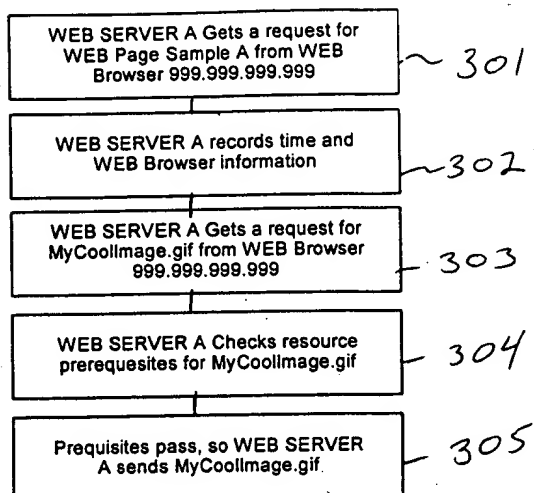 WEB SERVER A Gets a request for
WEB Page Sample A from WEB
Browser 999.999.999.999
301
WEB SERVER A records time and
WEB Browser information
302
WEB SERVER A Gets a request for
MyCoolImage.gif from WEB Browser
999.999.999.999
303
WEB SERVER A Checks resource
prerequesites for MyCoolImage.gif
304
Prequisites pass, so WEB SERVER
A sends MyCoolImage.gif
305